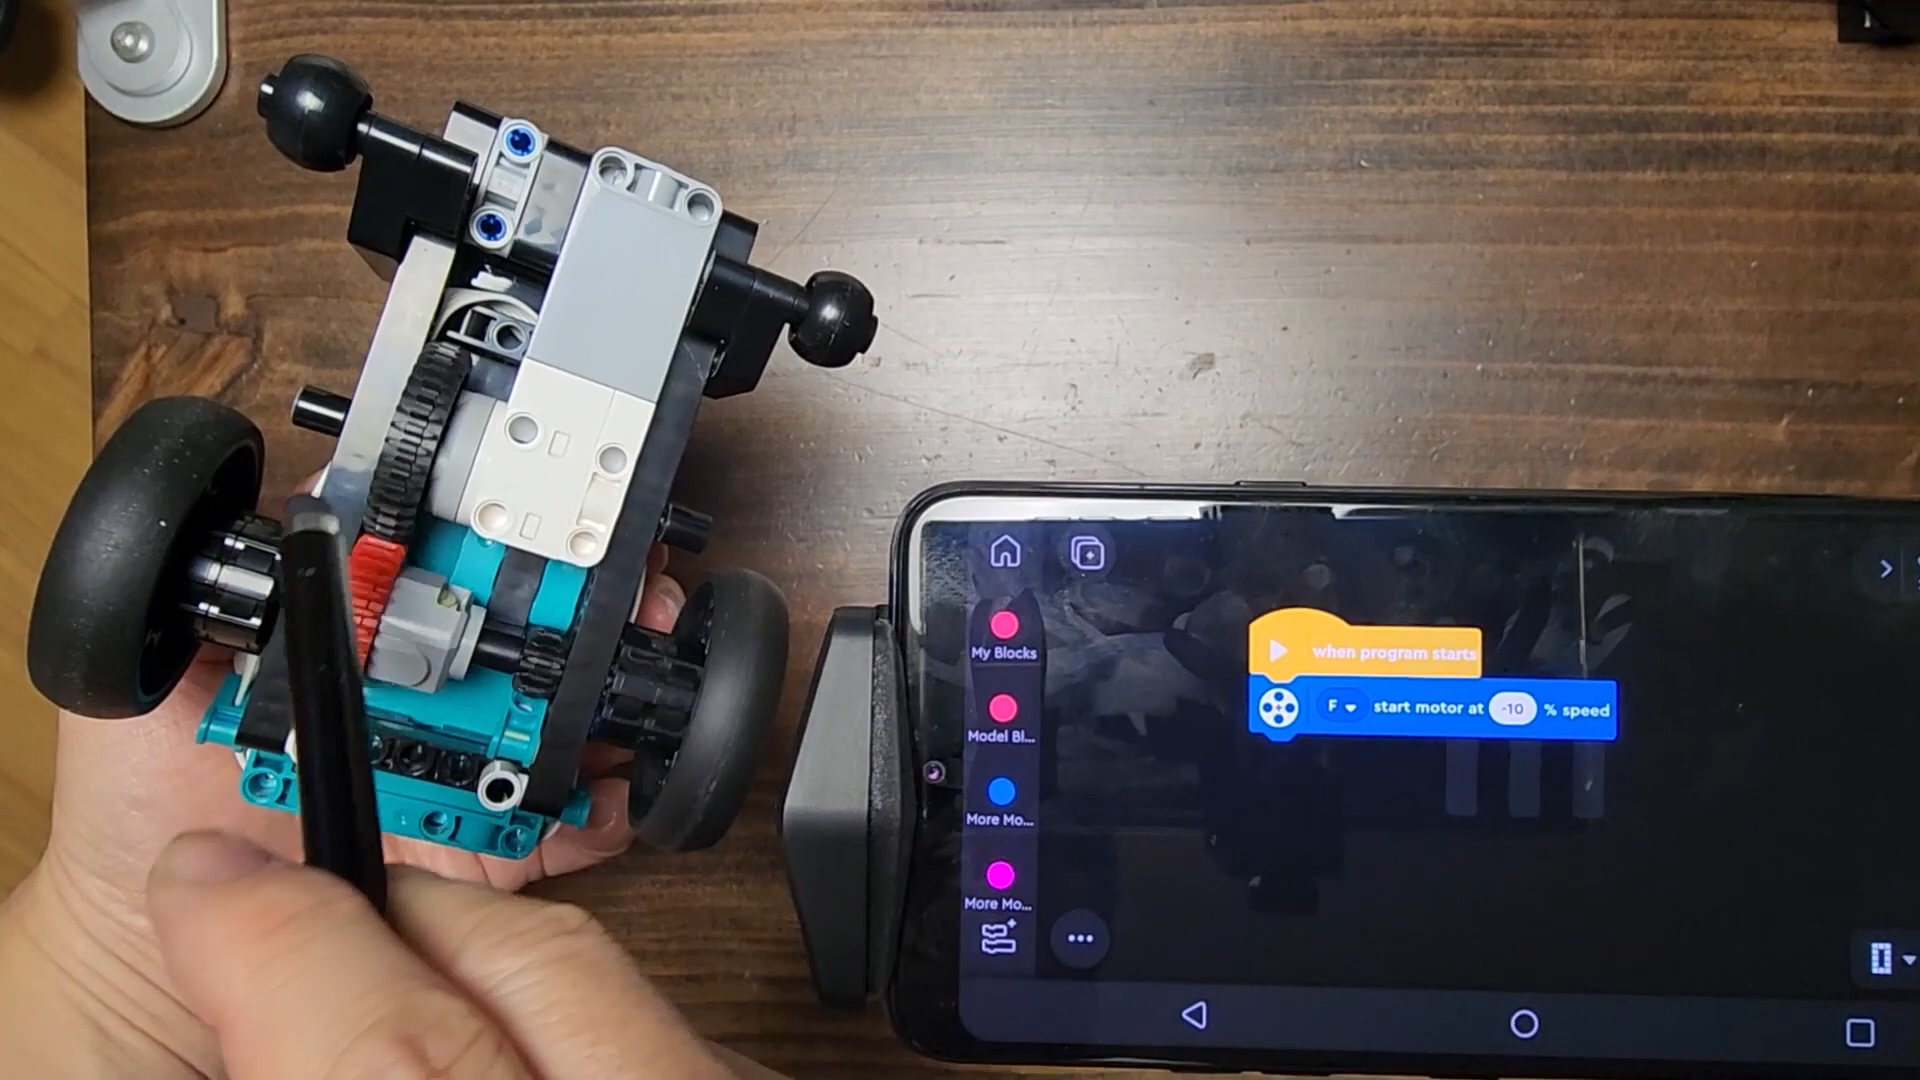 My Blocks
Model Bl...
More Mo...
More Mo...
when program starts
F start motor at -10 % speed